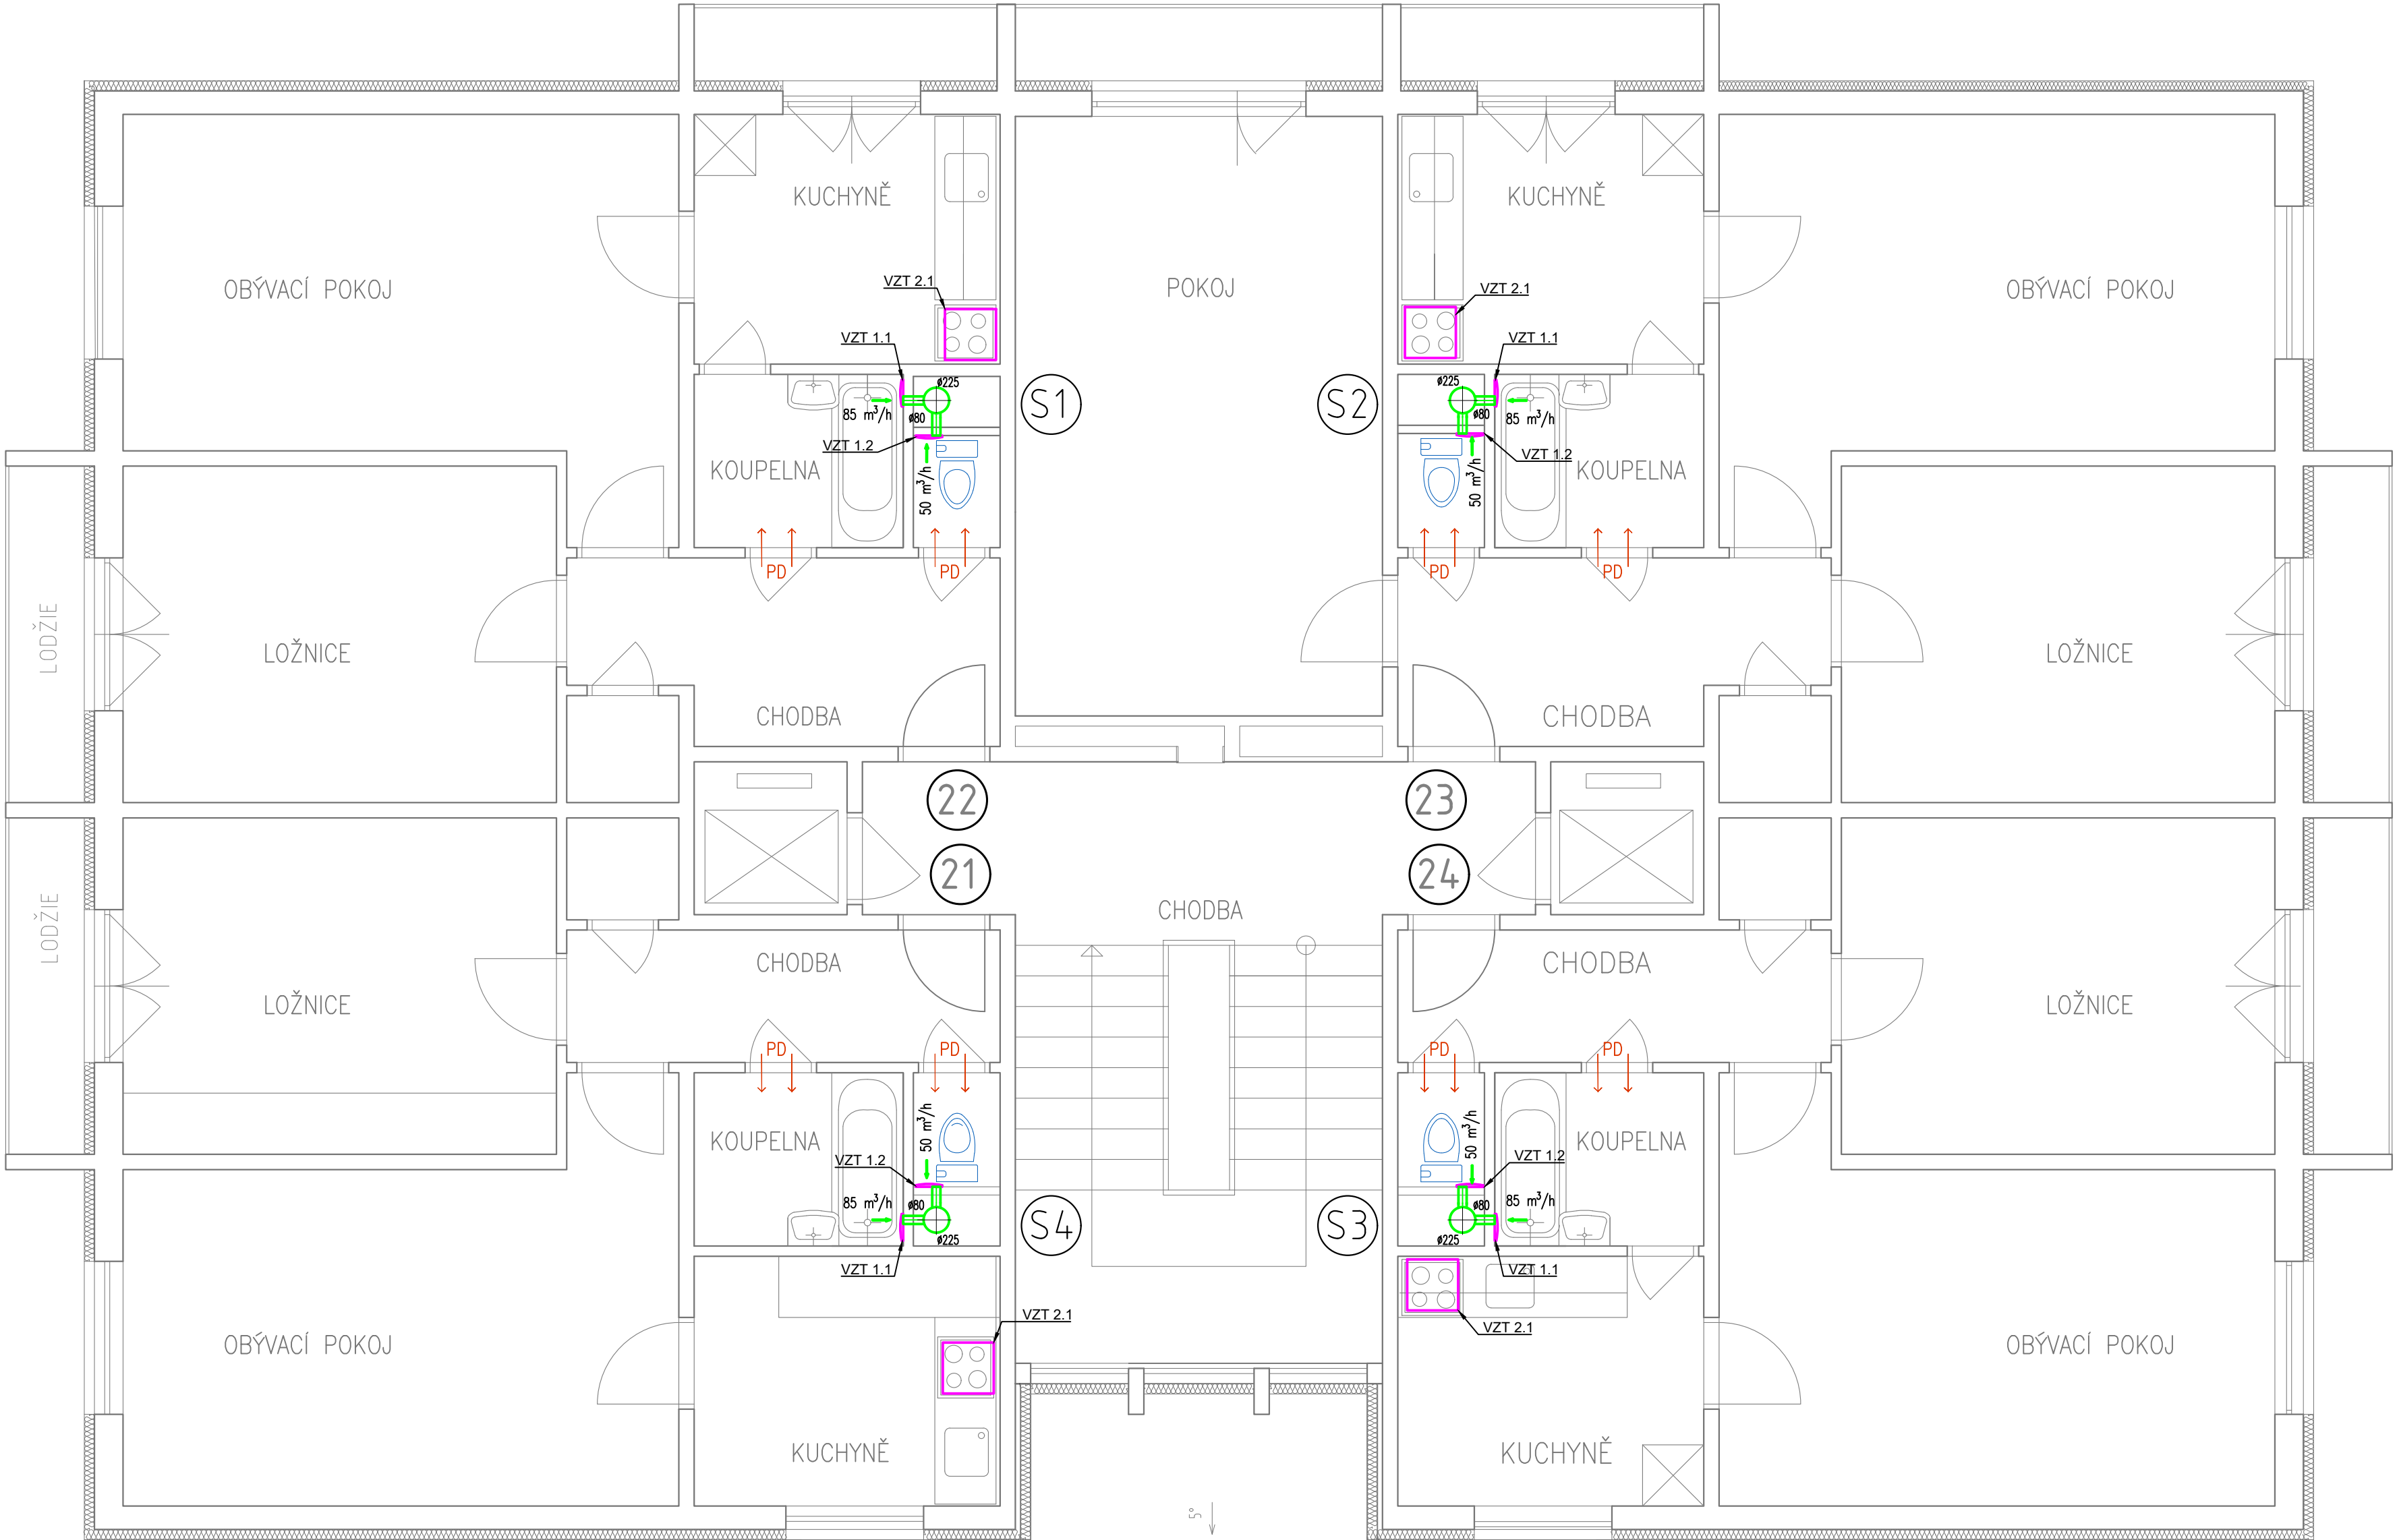 KUCHYNĚ
KUCHYNĚ
OBÝVACÍ POKOJ
VZT 2.1
POKOJ
VZT 2.1
OBÝVACÍ POKOJ
VZT 1.1
VZT 1.1
ø225
ø225
85 m³/h
ø80
S1
S2
ø80
85 m³/h
VZT 1.2
VZT 1.2
KOUPELNA
50 m³/h
50 m³/h
KOUPELNA
PD
PD
PD
PD
LODŽIE
LOŽNICE
LOŽNICE
CHODBA
CHODBA
22
23
21
24
LODŽIE
CHODBA
CHODBA
CHODBA
LOŽNICE
LOŽNICE
PD
PD
PD
PD
50 m³/h
50 m³/h
KOUPELNA
KOUPELNA
VZT 1.2
VZT 1.2
85 m³/h
ø80
S4
S3
ø80
85 m³/h
ø225
ø225
VZT 1.1
VZT 1.1
VZT 2.1
VZT 2.1
OBÝVACÍ POKOJ
OBÝVACÍ POKOJ
KUCHYNĚ
KUCHYNĚ
5°